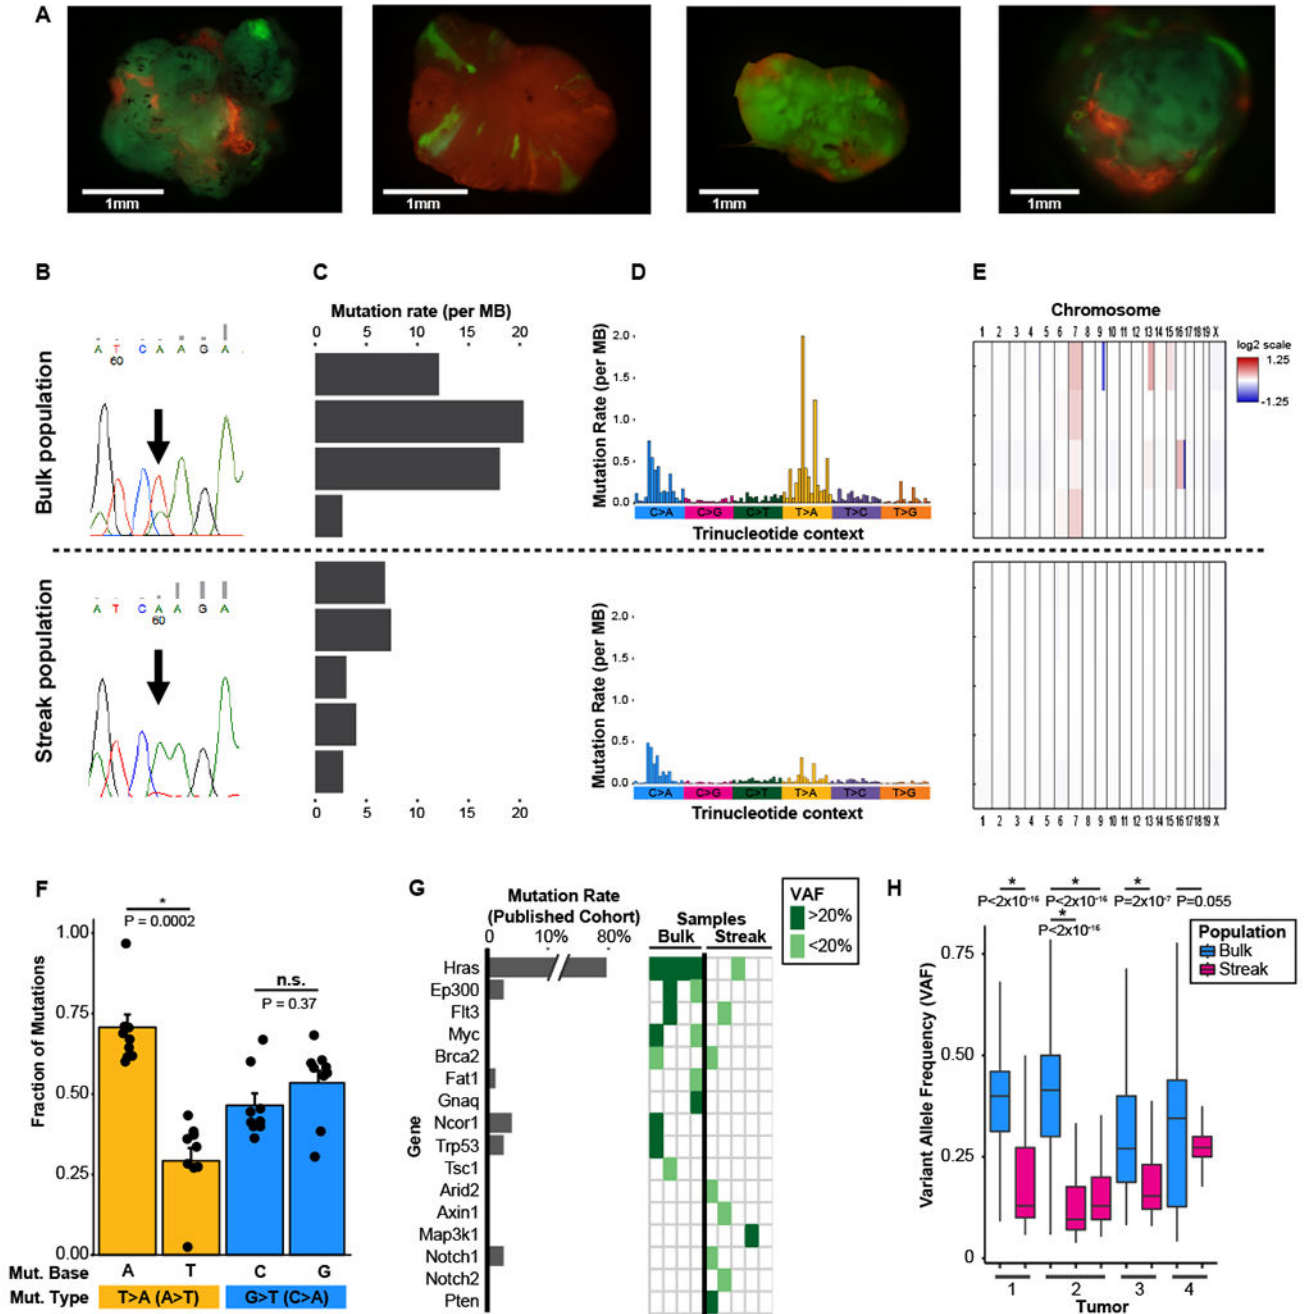 A
1mm 1mm 1mm 1mm
B C D E
Bulk population
A T C A A G A
60
Mutation rate (per MB)
0 5 10 15 20
Mutation Rate (per MB)
2.0
1.5
1.0
0.5
0.0
C>A C>G C>T T>A T>C T>G
Trinucleotide context
Chromosome
1 2 3 4 5 6 7 8 9 10 11 12 13 14 15 16 17 18 19 X
log2 scale
1.25
-1.25
Streak population
A T C A A G A
60
0 5 10 15 20
Mutation Rate (per MB)
2.0
1.5
1.0
0.5
0.0
C>A C>G C>T T>A T>C T>G
Trinucleotide context
1 2 3 4 5 6 7 8 9 10 11 12 13 14 15 16 17 18 19 X
F
Fraction of Mutations
1.00
0.75
0.50
0.25
0.00
*
P = 0.0002
n.s.
P = 0.37
Mut. Base A T C G
Mut. Type T>A (A>T) G>T (C>A)
G
Mutation Rate
(Published Cohort)
0 10% 80%
Samples
Bulk Streak
VAF
>20%
<20%
Gene
Hras
Ep300
Flt3
Myc
Brca2
Fat1
Gnaq
Ncor1
Trp53
Tsc1
Arid2
Axin1
Map3k1
Notch1
Notch2
Pten
H
* * *
P<2x10-16 P<2x10-16 P=2x10-7 P=0.055
*
P<2x10-16
Population
Bulk
Streak
Variant Allele Frequency (VAF)
0.75
0.50
0.25
0
1 2 3 4
Tumor